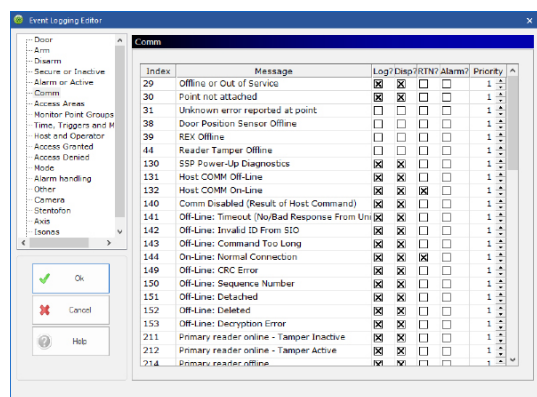 Event Logging Editor
Door
Arm
Disarm
Secure or Inactive
Alarm or Active
Comm
Access Areas
Monitor Point Groups
Time, Triggers and M
Host and Operator
Access Granted
Access Denied
Mode
Alarm handling
Other
Camera
Stentofon
Axis
Isonas
Ok
Cancel
Help
Comm
Index Message Log? Disp? RTN? Alarm? Priority
29 Offline or Out of Service 1
30 Point not attached 1
31 Unknown error reported at point 1
38 Door Position Sensor Offline 1
39 REX Offline 1
44 Reader Tamper Offline 1
130 SSP Power-Up Diagnostics 1
131 Host COMM Off-Line 1
132 Host COMM On-Line 1
140 Comm Disabled (Result of Host Command) 1
141 Off-Line: Timeout (No/Bad Response From Uni 1
142 Off-Line: Invalid ID From SIO 1
143 Off-Line: Command Too Long 1
144 On-Line: Normal Connection 1
149 Off-Line: CRC Error 1
150 Off-Line: Sequence Number 1
151 Off-Line: Detached 1
152 Off-Line: Deleted 1
153 Off-Line: Decryption Error 1
211 Primary reader online - Tamper Inactive 1
212 Primary reader online - Tamper Active 1
214 Primary reader offline 1